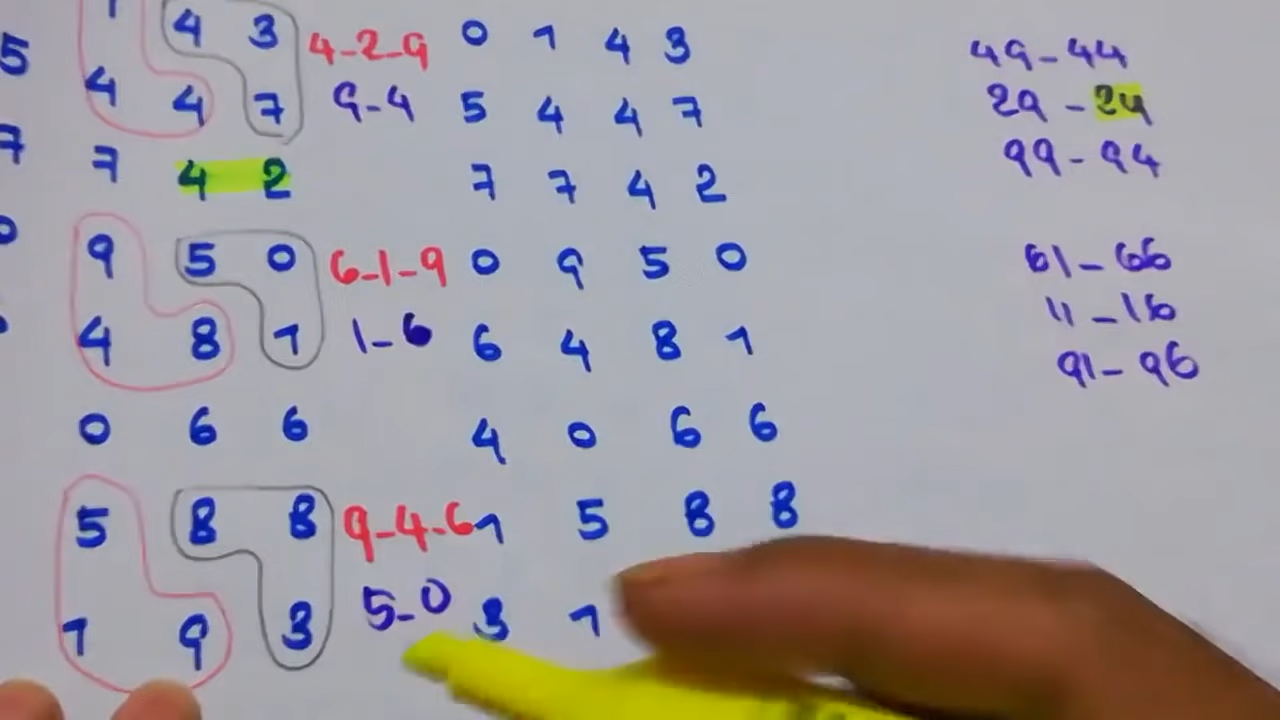 4 3 4-2-9 0 1 4 3 49-44
5 4 4 7 9-4 5 4 4 7 29-24
7 7 4 2 7 7 4 2 99-94
0 9 5 0 6-1-9 0 9 5 0 61-66
4 8 1 1-6 6 4 8 1 11-16
91-96
0 6 6 4 0 6 6
5 8 8 9-4-6 1 5 8 8
1 9 3 5-0 3 1